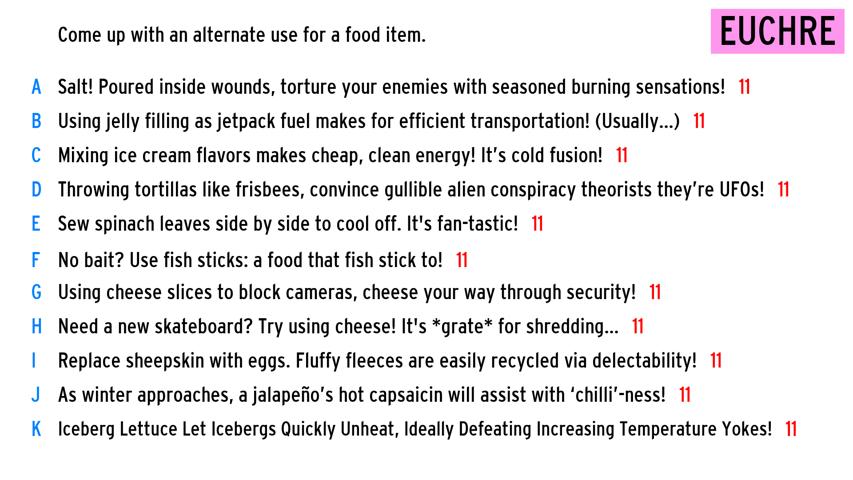 Come up with an alternate use for a food item.
EUCHRE
A Salt! Poured inside wounds, torture your enemies with seasoned burning sensations! 11
B Using jelly filling as jetpack fuel makes for efficient transportation! (Usually...) 11
C Mixing ice cream flavors makes cheap, clean energy! It’s cold fusion! 11
D Throwing tortillas like frisbees, convince gullible alien conspiracy theorists they’re UFOs! 11
E Sew spinach leaves side by side to cool off. It's fan-tastic! 11
F No bait? Use fish sticks: a food that fish stick to! 11
G Using cheese slices to block cameras, cheese your way through security! 11
H Need a new skateboard? Try using cheese! It's *grate* for shredding... 11
I Replace sheepskin with eggs. Fluffy fleeces are easily recycled via delectability! 11
J As winter approaches, a jalapeño’s hot capsaicin will assist with ‘chilli’-ness! 11
K Iceberg Lettuce Let Icebergs Quickly Unheat, Ideally Defeating Increasing Temperature Yokes! 11